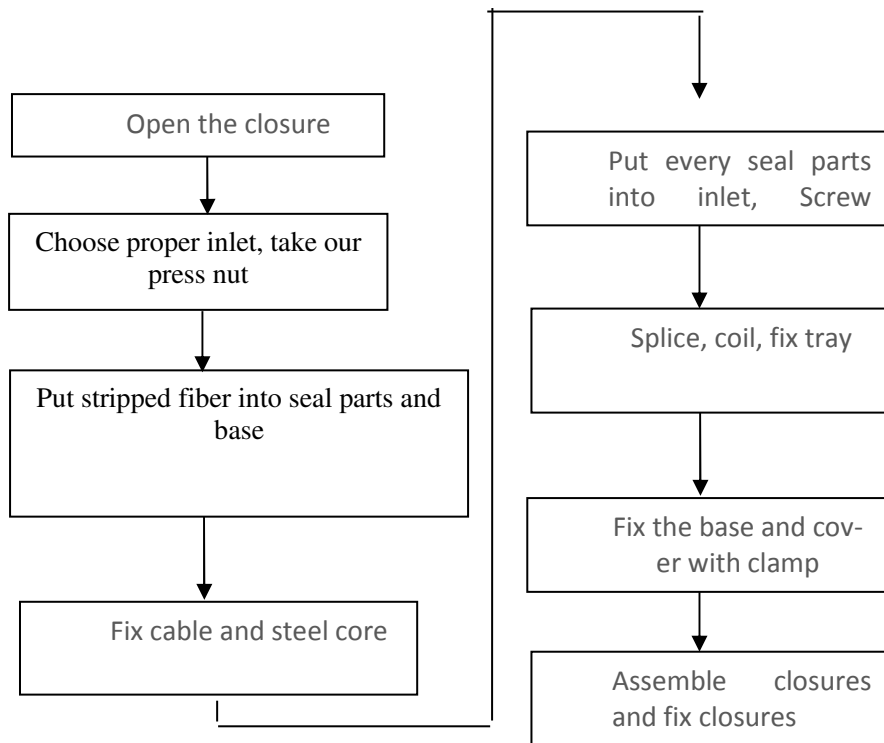 Open the closure
Choose proper inlet, take our
press nut
Put stripped fiber into seal parts and
base
Fix cable and steel core
Put every seal parts
into inlet, Screw
Splice, coil, fix tray
Fix the base and cov-
er with clamp
Assemble closures
and fix closures